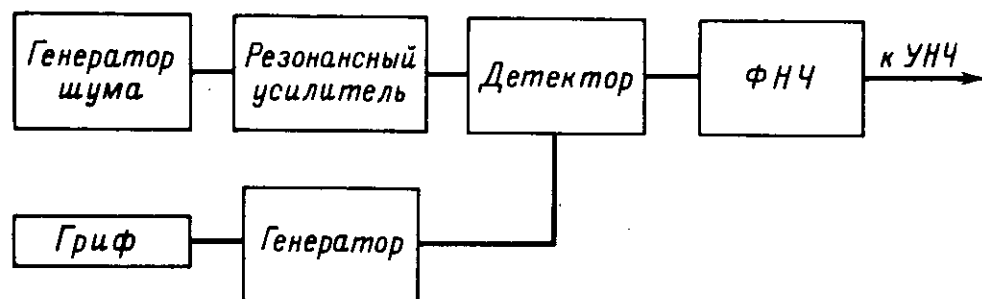 Генератор
шума
Резонансный
усилитель
Детектор
ФНЧ
к УНЧ
Гриф
Генератор